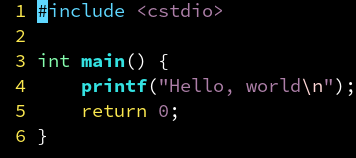 1 #include <cstdio>
2
3 int main() {
4     printf("Hello, world\n");
5     return 0;
6 }